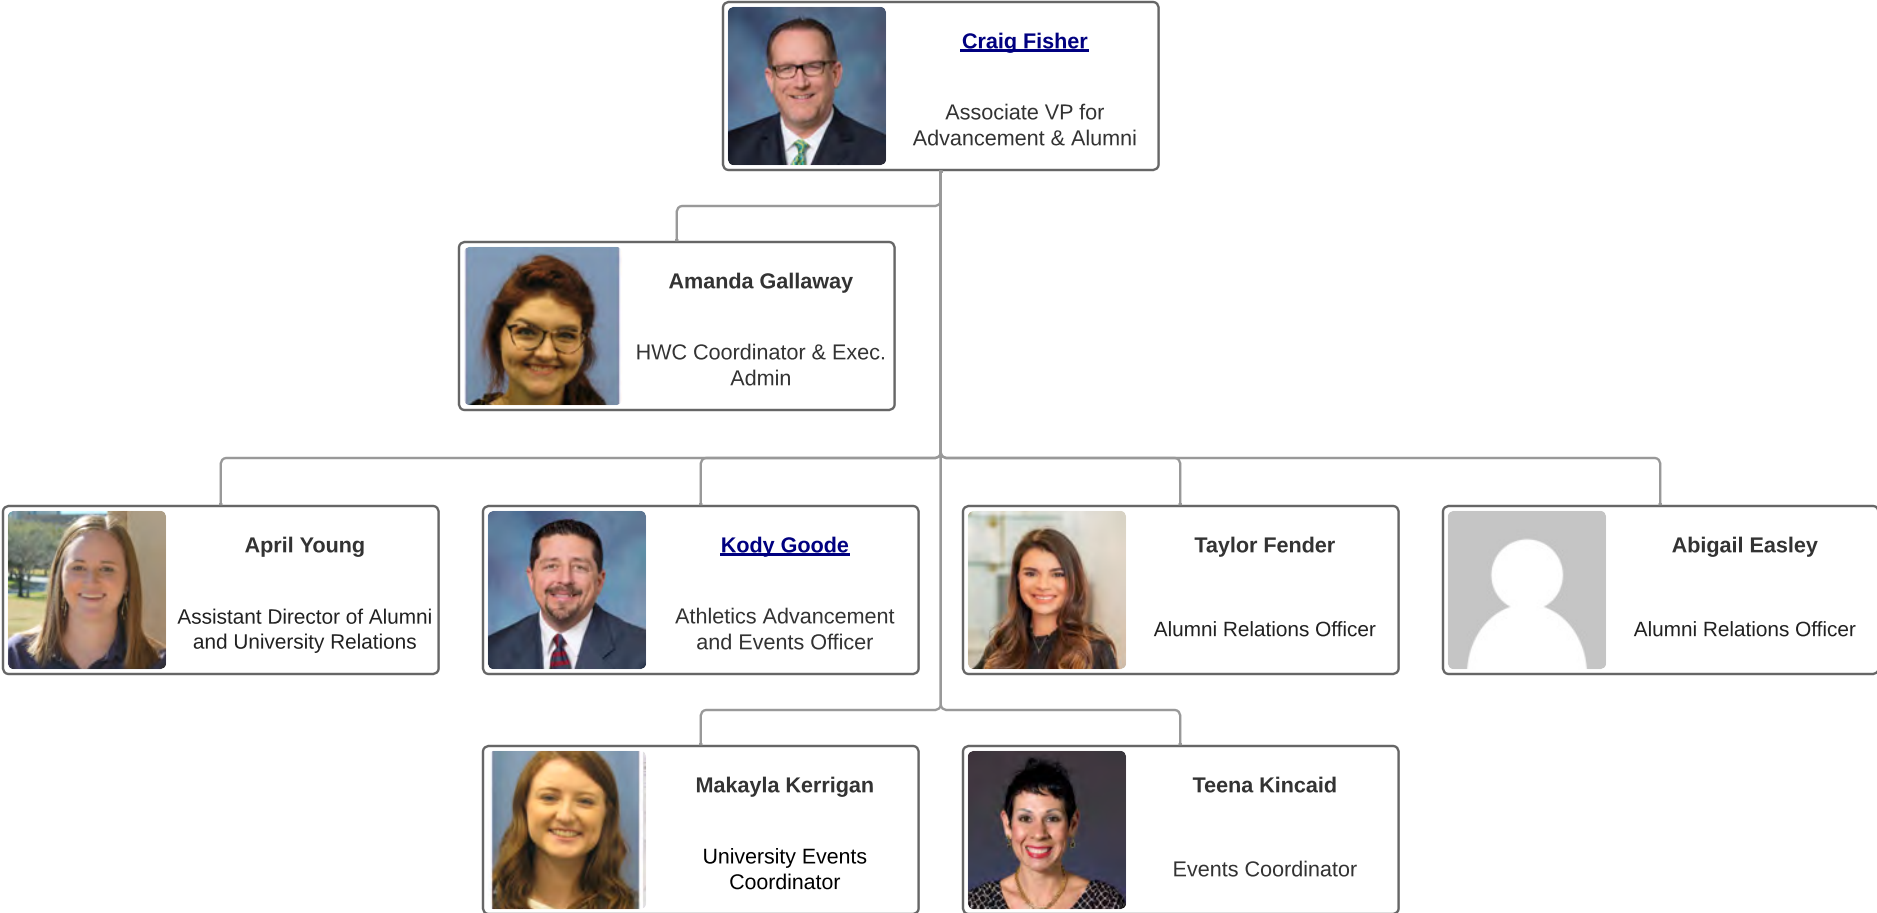 Craig Fisher
Associate VP for
Advancement & Alumni
Amanda Gallaway
HWC Coordinator & Exec.
Admin
April Young
Assistant Director of Alumni
and University Relations
Kody Goode
Athletics Advancement
and Events Officer
Taylor Fender
Alumni Relations Officer
Abigail Easley
Alumni Relations Officer
Makayla Kerrigan
University Events
Coordinator
Teena Kincaid
Events Coordinator